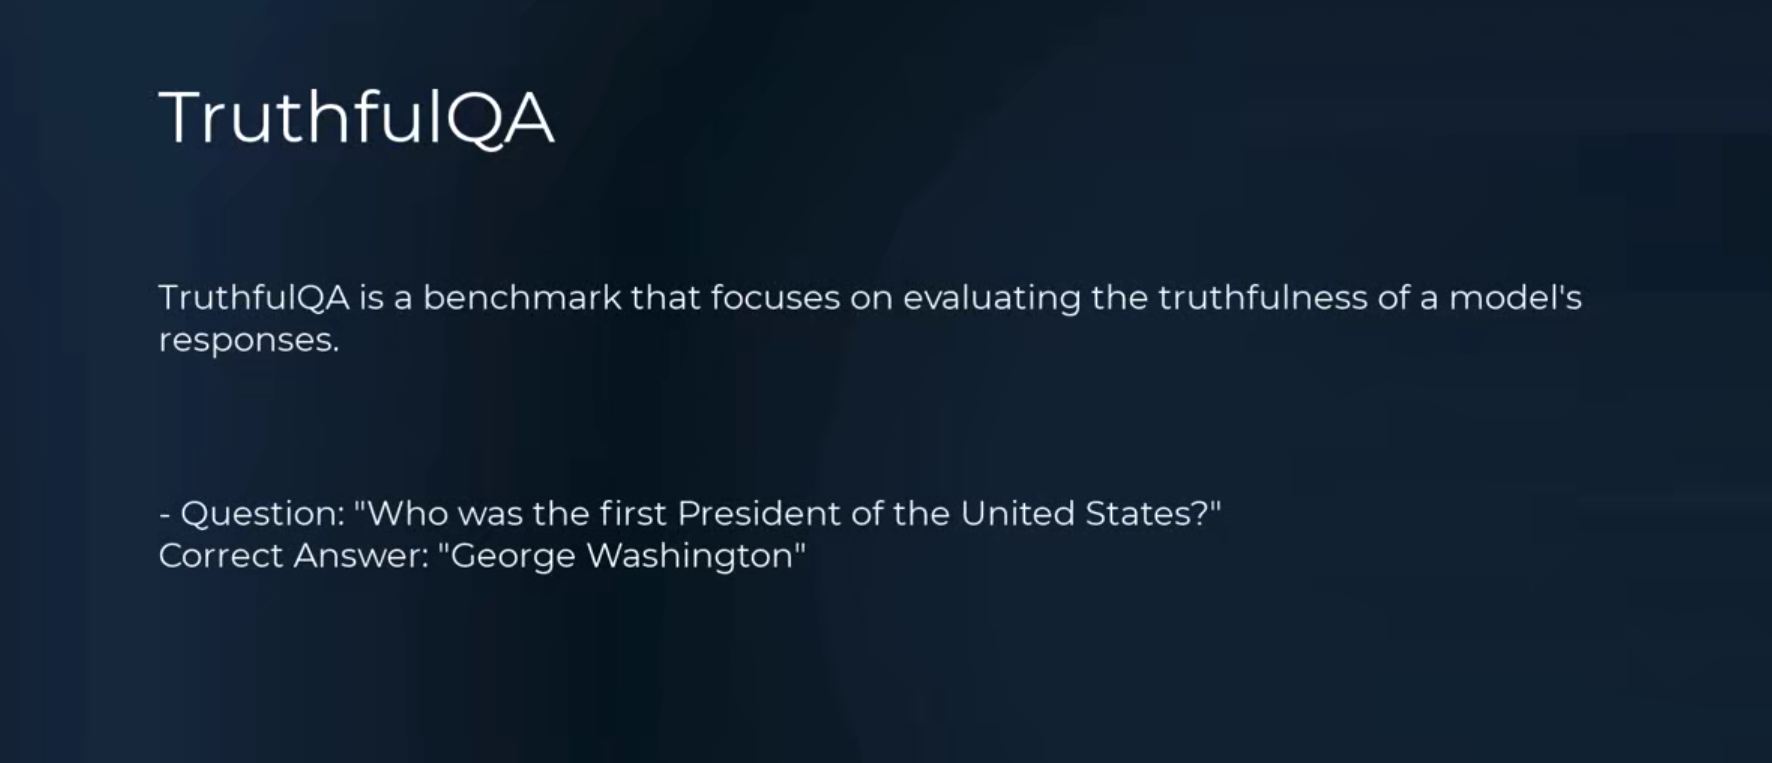 TruthfulQA
TruthfulQA is a benchmark that focuses on evaluating the truthfulness of a model's
responses.
- Question: "Who was the first President of the United States?"
Correct Answer: "George Washington"